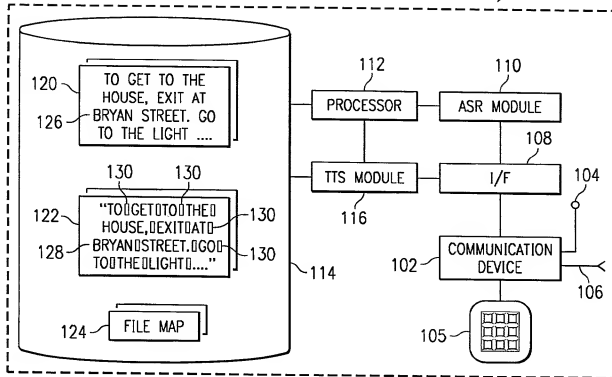 120
TO GET TO THE
HOUSE, EXIT AT
BRYAN STREET. GO
TO THE LIGHT ....
126
112
PROCESSOR
110
ASR MODULE
108
I/F
TTS MODULE
116
104
130
130
122
"TO▯GET▯TO▯THE▯
HOUSE,▯EXIT▯AT▯
BRYAN▯STREET.▯GO▯
TO▯THE▯LIGHT▯...."
130
128
130
114
102
COMMUNICATION
DEVICE
106
124
FILE MAP
105